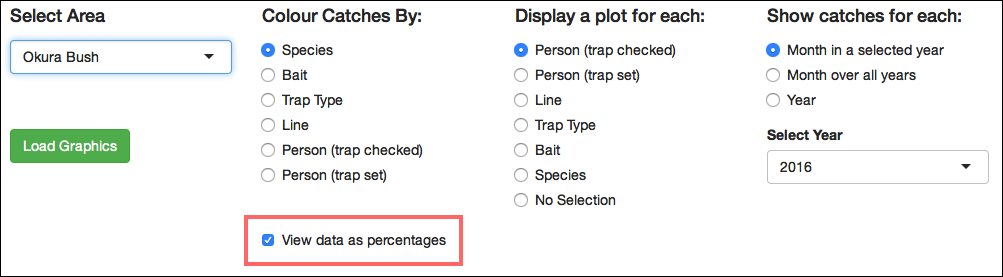 Select Area
Okura Bush
Load Graphics
Colour Catches By:
Species
Bait
Trap Type
Line
Person (trap checked)
Person (trap set)
View data as percentages
Display a plot for each:
Person (trap checked)
Person (trap set)
Line
Trap Type
Bait
Species
No Selection
Show catches for each:
Month in a selected year
Month over all years
Year
Select Year
2016